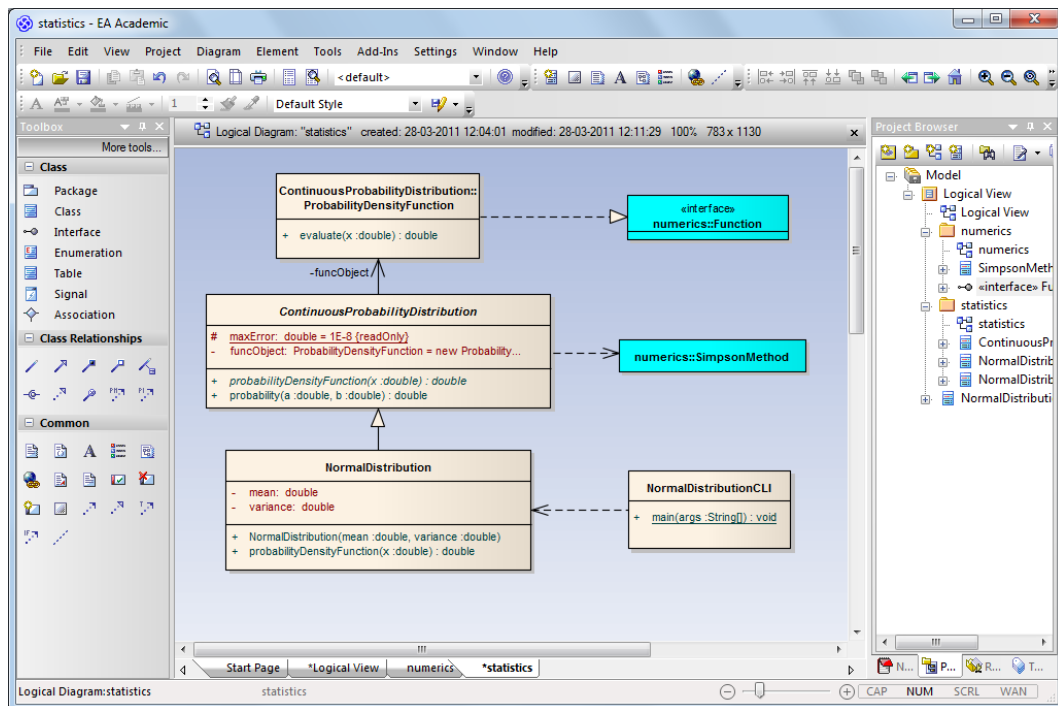 statistics - EA Academic
File Edit View Project Diagram Element Tools Add-Ins Settings Window Help
<default>
1 Default Style
Toolbox
More tools...
Class
Package
Class
Interface
Enumeration
Table
Signal
Association
Class Relationships
Common
Logical Diagram: "statistics" created: 28-03-2011 12:04:01 modified: 28-03-2011 12:11:29 100% 783 x 1130
ContinuousProbabilityDistribution::
ProbabilityDensityFunction
+ evaluate(x :double) : double
«interface»
numerics::Function
-funcObject
ContinuousProbabilityDistribution
# maxError: double = 1E-8 {readOnly}
- funcObject: ProbabilityDensityFunction = new Probability...
+ probabilityDensityFunction(x :double) : double
+ probability(a :double, b :double) : double
numerics::SimpsonMethod
NormalDistribution
- mean: double
- variance: double
+ NormalDistribution(mean :double, variance :double)
+ probabilityDensityFunction(x :double) : double
NormalDistributionCLI
+ main(args :String[]) : void
Start Page *Logical View numerics *statistics
Project Browser
Model
Logical View
Logical View
numerics
numerics
SimpsonMeth
«interface» Fu
statistics
statistics
ContinuousPr
NormalDistrib
NormalDistrib
NormalDistributi
N... P... R... T...
Logical Diagram:statistics statistics CAP NUM SCRL WAN